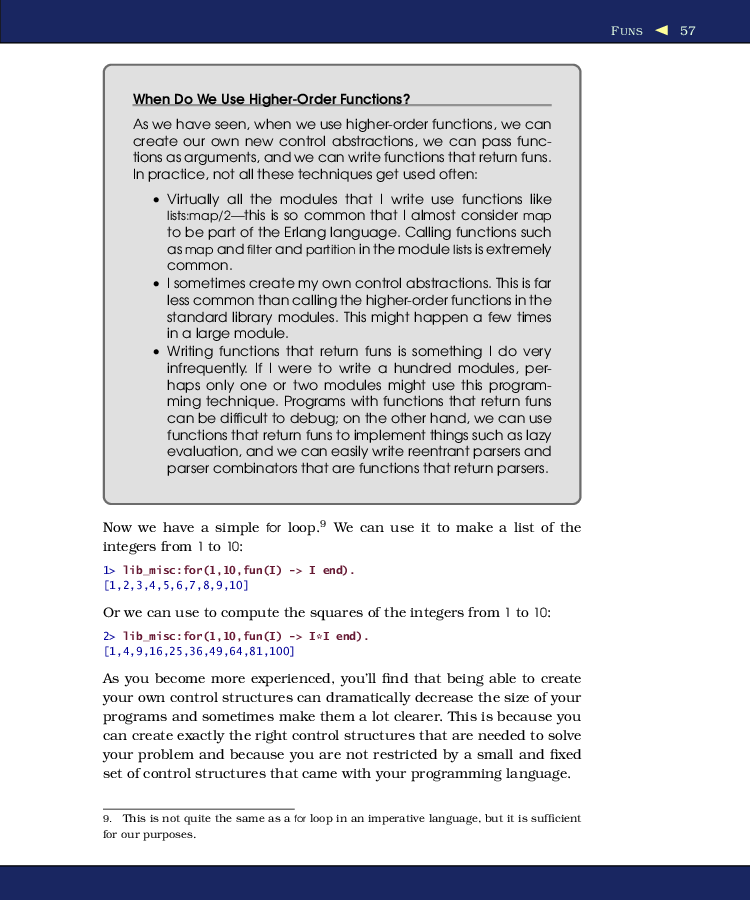 FUNS ◀ 57
When Do We Use Higher-Order Functions?
As we have seen, when we use higher-order functions, we can
create our own new control abstractions, we can pass func-
tions as arguments, and we can write functions that return funs.
In practice, not all these techniques get used often:
• Virtually all the modules that I write use functions like
lists:map/2—this is so common that I almost consider map
to be part of the Erlang language. Calling functions such
as map and filter and partition in the module lists is extremely
common.
• I sometimes create my own control abstractions. This is far
less common than calling the higher-order functions in the
standard library modules. This might happen a few times
in a large module.
• Writing functions that return funs is something I do very
infrequently. If I were to write a hundred modules, per-
haps only one or two modules might use this program-
ming technique. Programs with functions that return funs
can be difficult to debug; on the other hand, we can use
functions that return funs to implement things such as lazy
evaluation, and we can easily write reentrant parsers and
parser combinators that are functions that return parsers.
Now we have a simple for loop.9 We can use it to make a list of the
integers from 1 to 10:
1> lib_misc:for(1,10,fun(I) -> I end).
[1,2,3,4,5,6,7,8,9,10]
Or we can use to compute the squares of the integers from 1 to 10:
2> lib_misc:for(1,10,fun(I) -> I*I end).
[1,4,9,16,25,36,49,64,81,100]
As you become more experienced, you'll find that being able to create
your own control structures can dramatically decrease the size of your
programs and sometimes make them a lot clearer. This is because you
can create exactly the right control structures that are needed to solve
your problem and because you are not restricted by a small and fixed
set of control structures that came with your programming language.
9. This is not quite the same as a for loop in an imperative language, but it is sufficient
for our purposes.